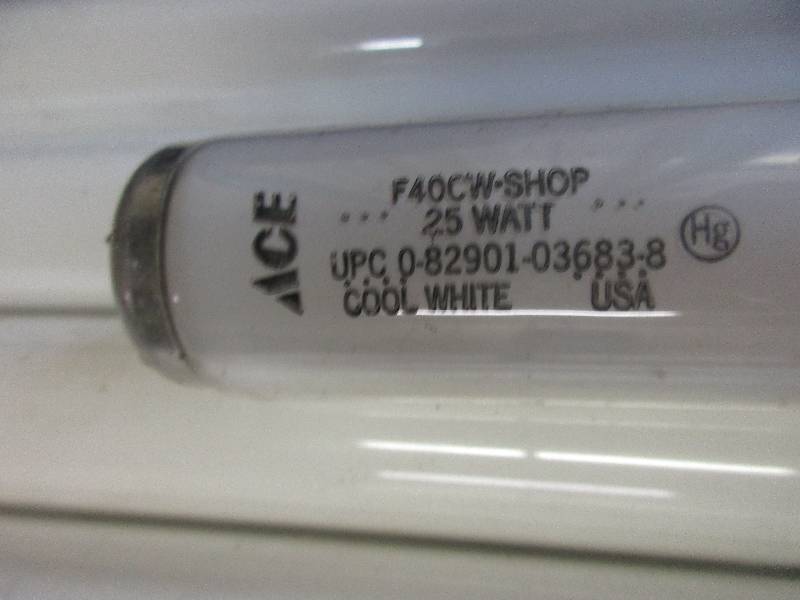 ACE
F40CW-SHOP
25 WATT
UPC 0-82901-03683-8
COOL WHITE USA
Hg